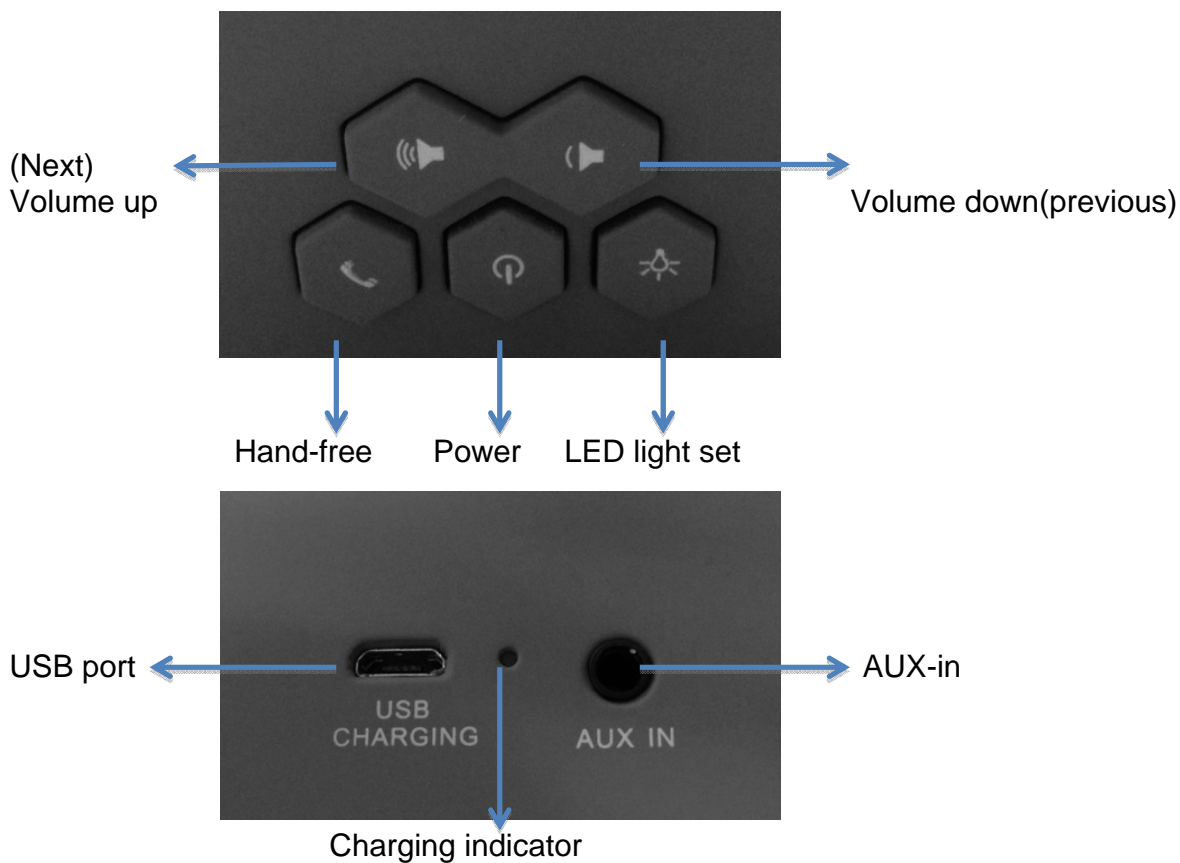 (Next)
Volume up
Volume down(previous)
Hand-free
Power
LED light set
USB port
USB
CHARGING
AUX IN
AUX-in
Charging indicator